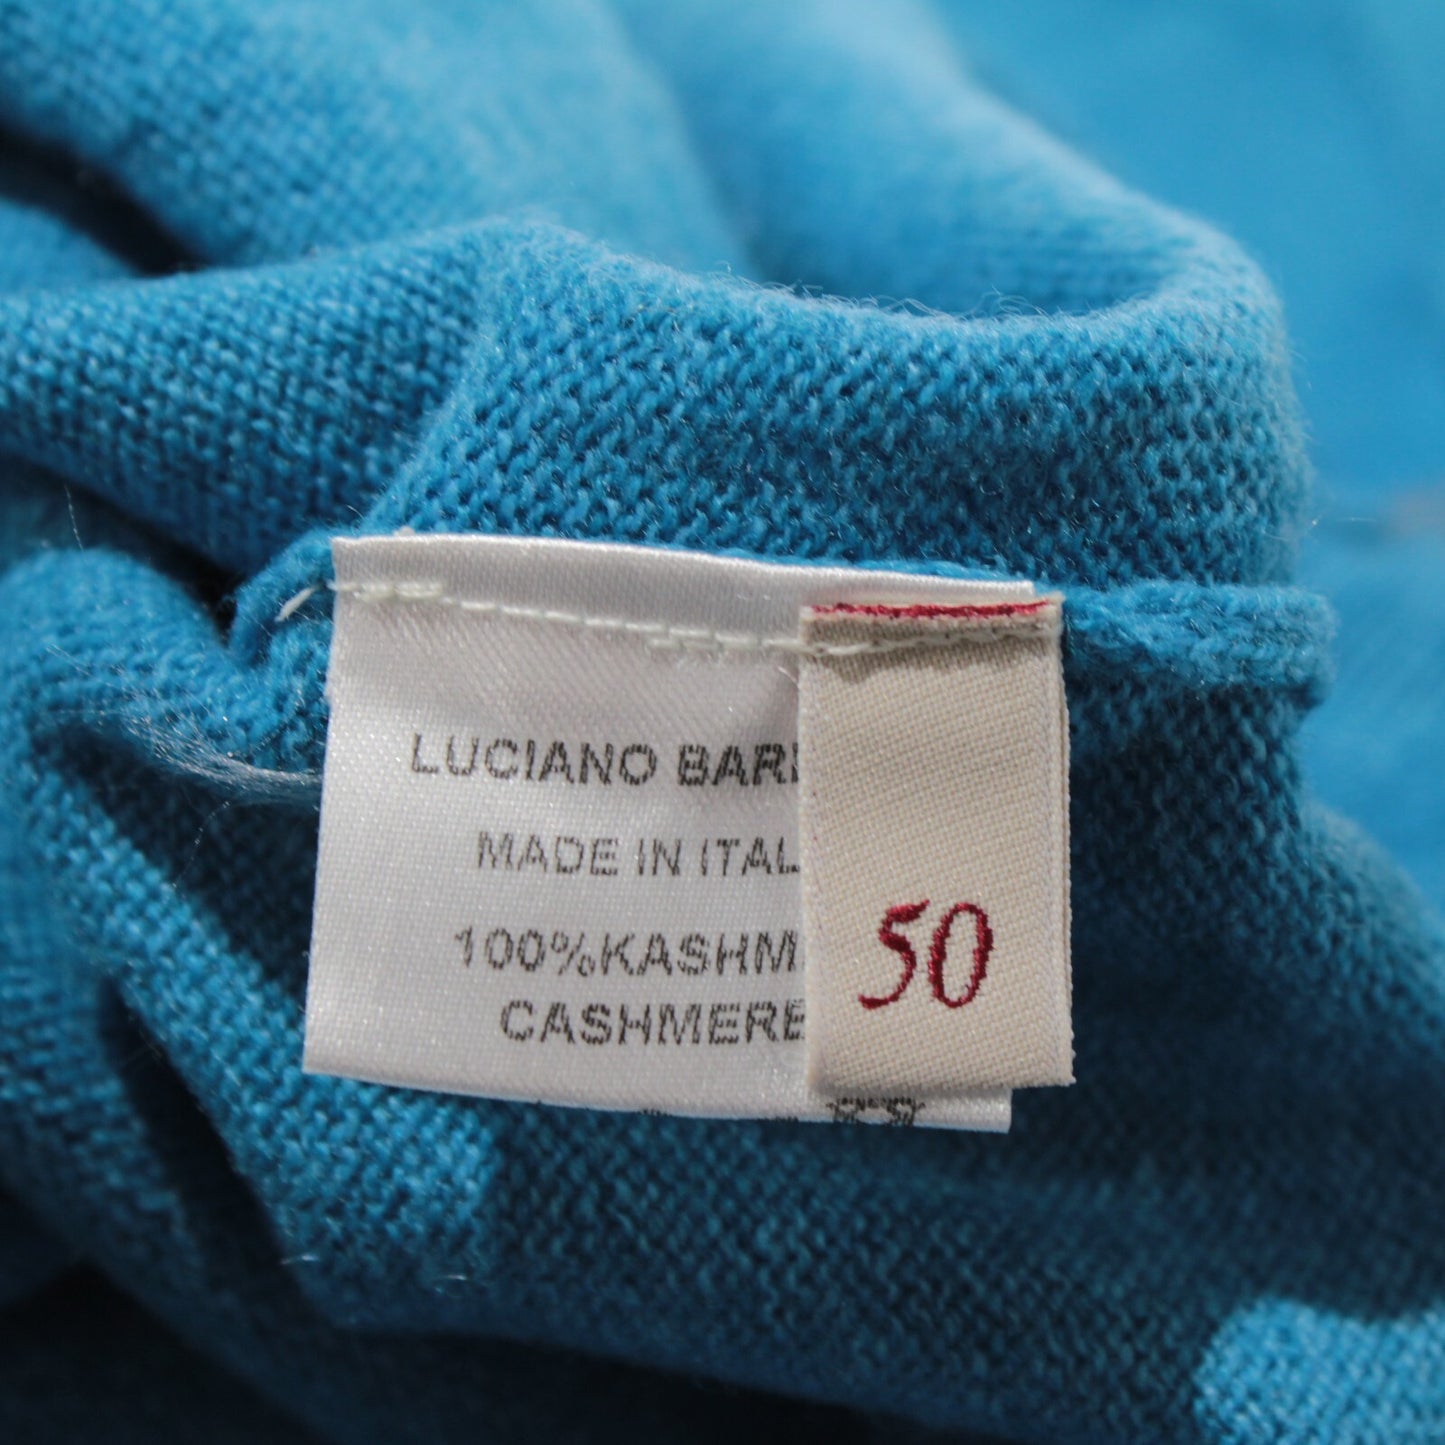 LUCIANO BAR
MADE IN ITAL
100%KASHM
CASHMERE
50